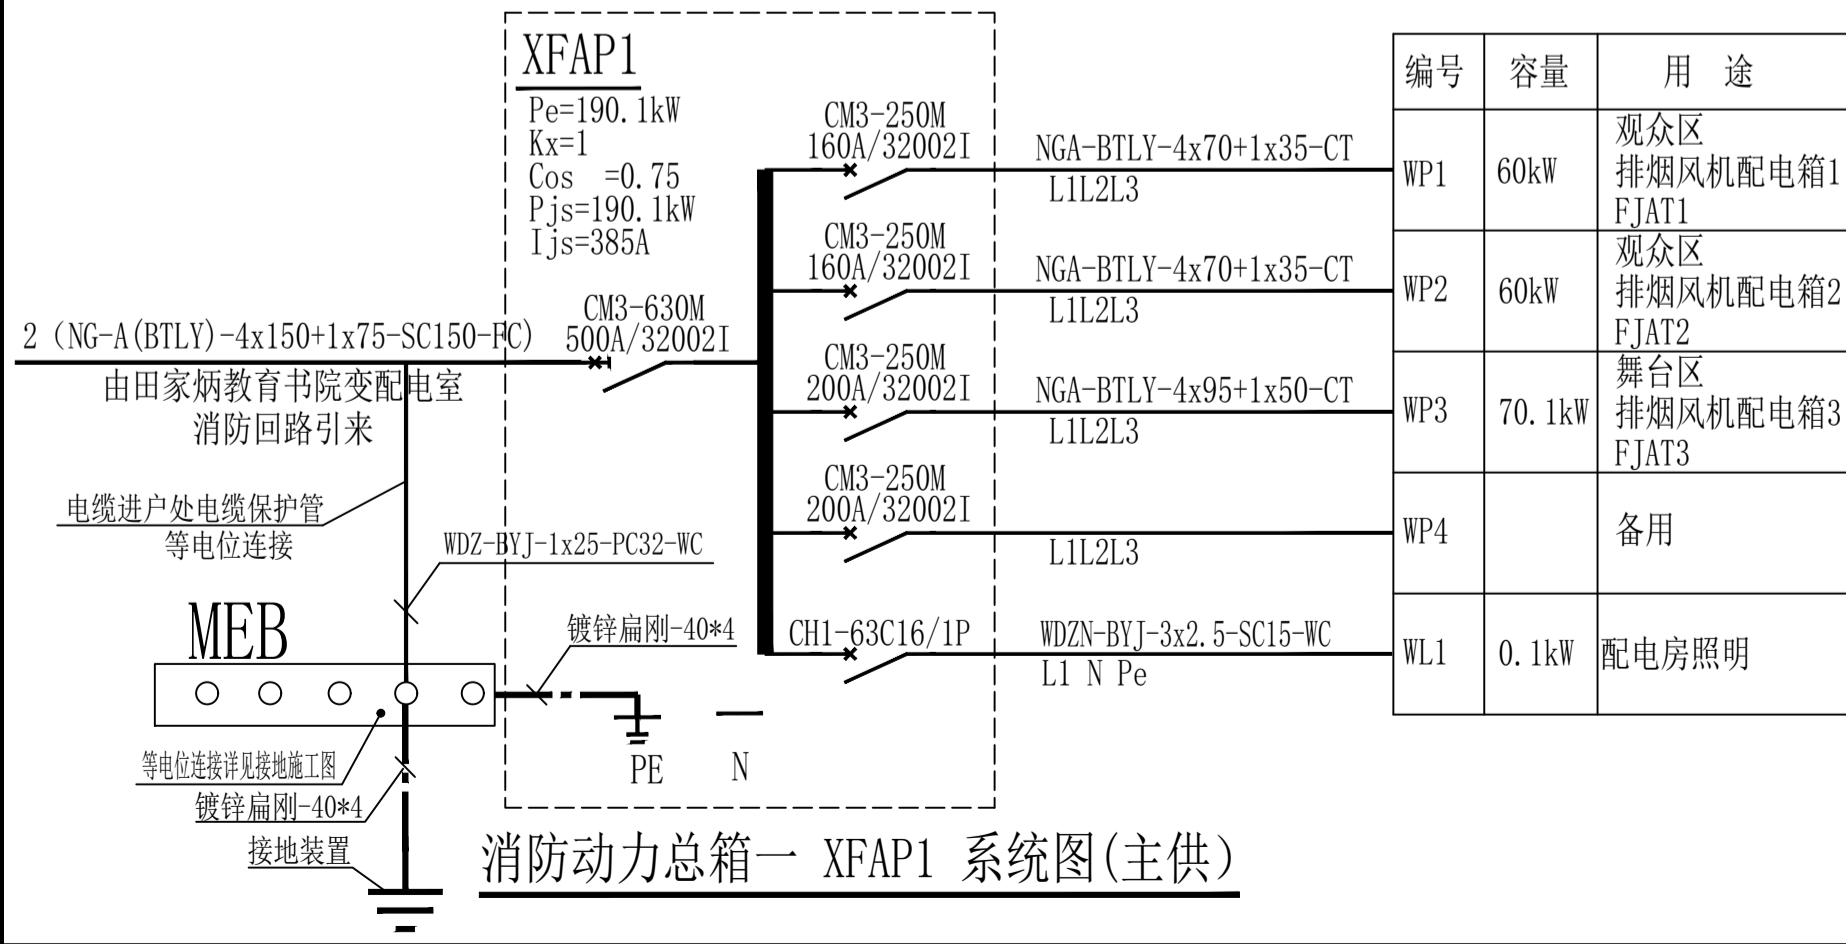 XFAP1
Pe=190.1kW
Kx=1
Cos =0.75
Pjs=190.1kW
Ijs=385A
2（NG-A(BTLY)-4x150+1x75-SC150-FC)
由田家炳教育书院变配电室
消防回路引来
CM3-630M
500A/32002I
CM3-250M
160A/32002I
NGA-BTLY-4x70+1x35-CT
L1L2L3
CM3-250M
160A/32002I
NGA-BTLY-4x70+1x35-CT
L1L2L3
CM3-250M
200A/32002I
NGA-BTLY-4x95+1x50-CT
L1L2L3
CM3-250M
200A/32002I
L1L2L3
CH1-63C16/1P
WDZN-BYJ-3x2.5-SC15-WC
L1 N Pe
编号 容量 用 途
WP1 60kW 观众区
排烟风机配电箱1
FJAT1
WP2 60kW 观众区
排烟风机配电箱2
FJAT2
WP3 70.1kW 舞台区
排烟风机配电箱3
FJAT3
WP4 备用
WL1 0.1kW 配电房照明
电缆进户处电缆保护管
等电位连接
WDZ-BYJ-1x25-PC32-WC
MEB
镀锌扁刚-40*4
PE N
等电位连接详见接地施工图
镀锌扁刚-40*4
接地装置
消防动力总箱一 XFAP1 系统图(主供)